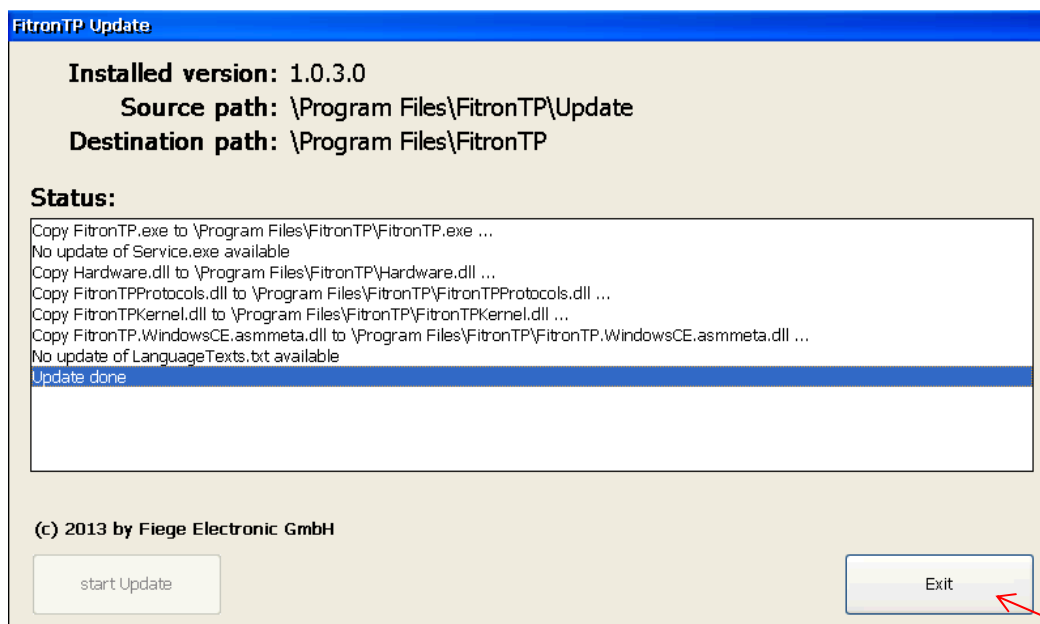 FitronTP Update
Installed version: 1.0.3.0
Source path: \Program Files\FitronTP\Update
Destination path: \Program Files\FitronTP
Status:
Copy FitronTP.exe to \Program Files\FitronTP\FitronTP.exe ...
No update of Service.exe available
Copy Hardware.dll to \Program Files\FitronTP\Hardware.dll ...
Copy FitronTPProtocols.dll to \Program Files\FitronTP\FitronTPProtocols.dll ...
Copy FitronTPKernel.dll to \Program Files\FitronTP\FitronTPKernel.dll ...
Copy FitronTP.WindowsCE.asmmeta.dll to \Program Files\FitronTP\FitronTP.WindowsCE.asmmeta.dll ...
No update of LanguageTexts.txt available
Update done
(c) 2013 by Fiege Electronic GmbH
start Update
Exit